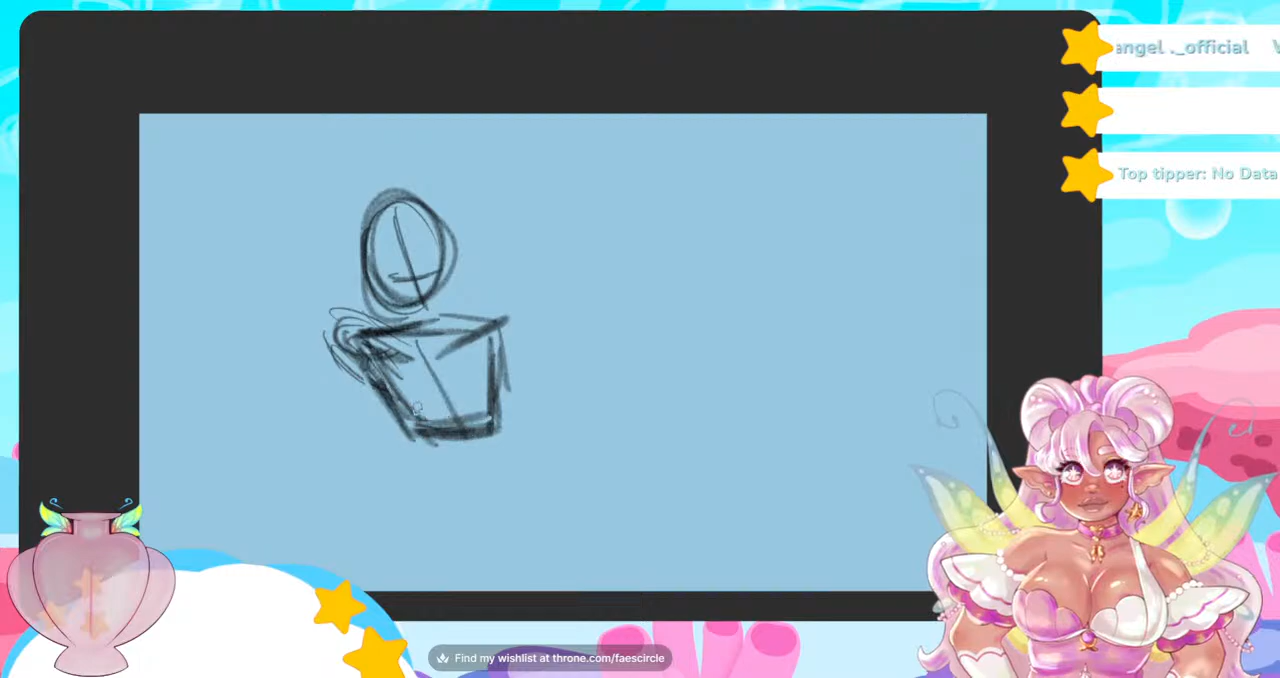 angel ._official
Top tipper: No Data
Find my wishlist at throne.com/faescircle